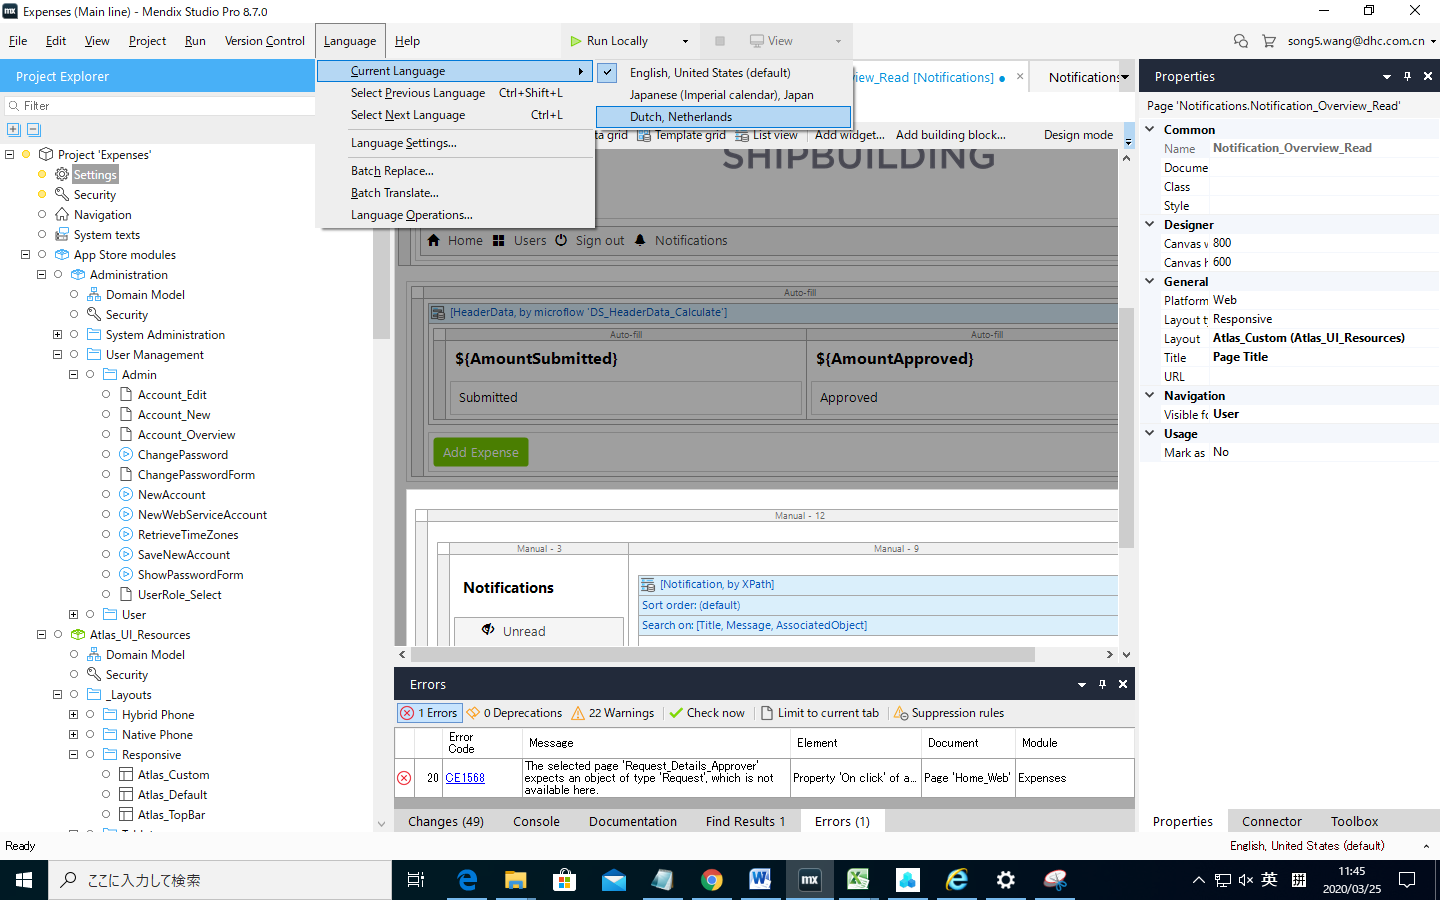 Expenses (Main line) - Mendix Studio Pro 8.7.0
File Edit View Project Run Version Control Language Help Run Locally View song5.wang@dhc.com.cn
Project Explorer
Filter
Project 'Expenses'
Settings
Security
Navigation
System texts
App Store modules
Administration
Domain Model
Security
System Administration
User Management
Admin
Account_Edit
Account_New
Account_Overview
ChangePassword
ChangePasswordForm
NewAccount
NewWebServiceAccount
RetrieveTimeZones
SaveNewAccount
ShowPasswordForm
UserRole_Select
User
Atlas_UI_Resources
Domain Model
Security
_Layouts
Hybrid Phone
Native Phone
Responsive
Atlas_Custom
Atlas_Default
Atlas_TopBar
Current Language
Select Previous Language Ctrl+Shift+L
Select Next Language Ctrl+L
Language Settings...
Batch Replace...
Batch Translate...
Language Operations...
English, United States (default)
Japanese (Imperial calendar), Japan
Dutch, Netherlands
ew_Read [Notifications]
Notifications
ta grid Template grid List view Add widget... Add building block... Design mode
SHIPBUILDING
Home Users Sign out Notifications
Auto-fill
[HeaderData, by microflow 'DS_HeaderData_Calculate']
Auto-fill Auto-fill
${AmountSubmitted} ${AmountApproved}
Submitted Approved
Add Expense
Manual - 12
Manual - 3 Manual - 9
Notifications
[Notification, by XPath]
Sort order: (default)
Search on: [Title, Message, AssociatedObject]
Unread
Errors
1 Errors 0 Deprecations 22 Warnings Check now Limit to current tab Suppression rules
Error Code Message Element Document Module
20 CE1568 The selected page 'Request_Details_Approver' expects an object of type 'Request', which is not available here. Property 'On click' of a... Page 'Home_Web' Expenses
Changes (49) Console Documentation Find Results 1 Errors (1)
Properties
Page 'Notifications.Notification_Overview_Read'
Common
Name Notification_Overview_Read
Docume
Class
Style
Designer
Canvas w 800
Canvas h 600
General
Platform Web
Layout ty Responsive
Layout Atlas_Custom (Atlas_UI_Resources)
Title Page Title
URL
Navigation
Visible fo User
Usage
Mark as No
Properties Connector Toolbox
Ready English, United States (default)
ここに入力して検索
英
11:45
2020/03/25